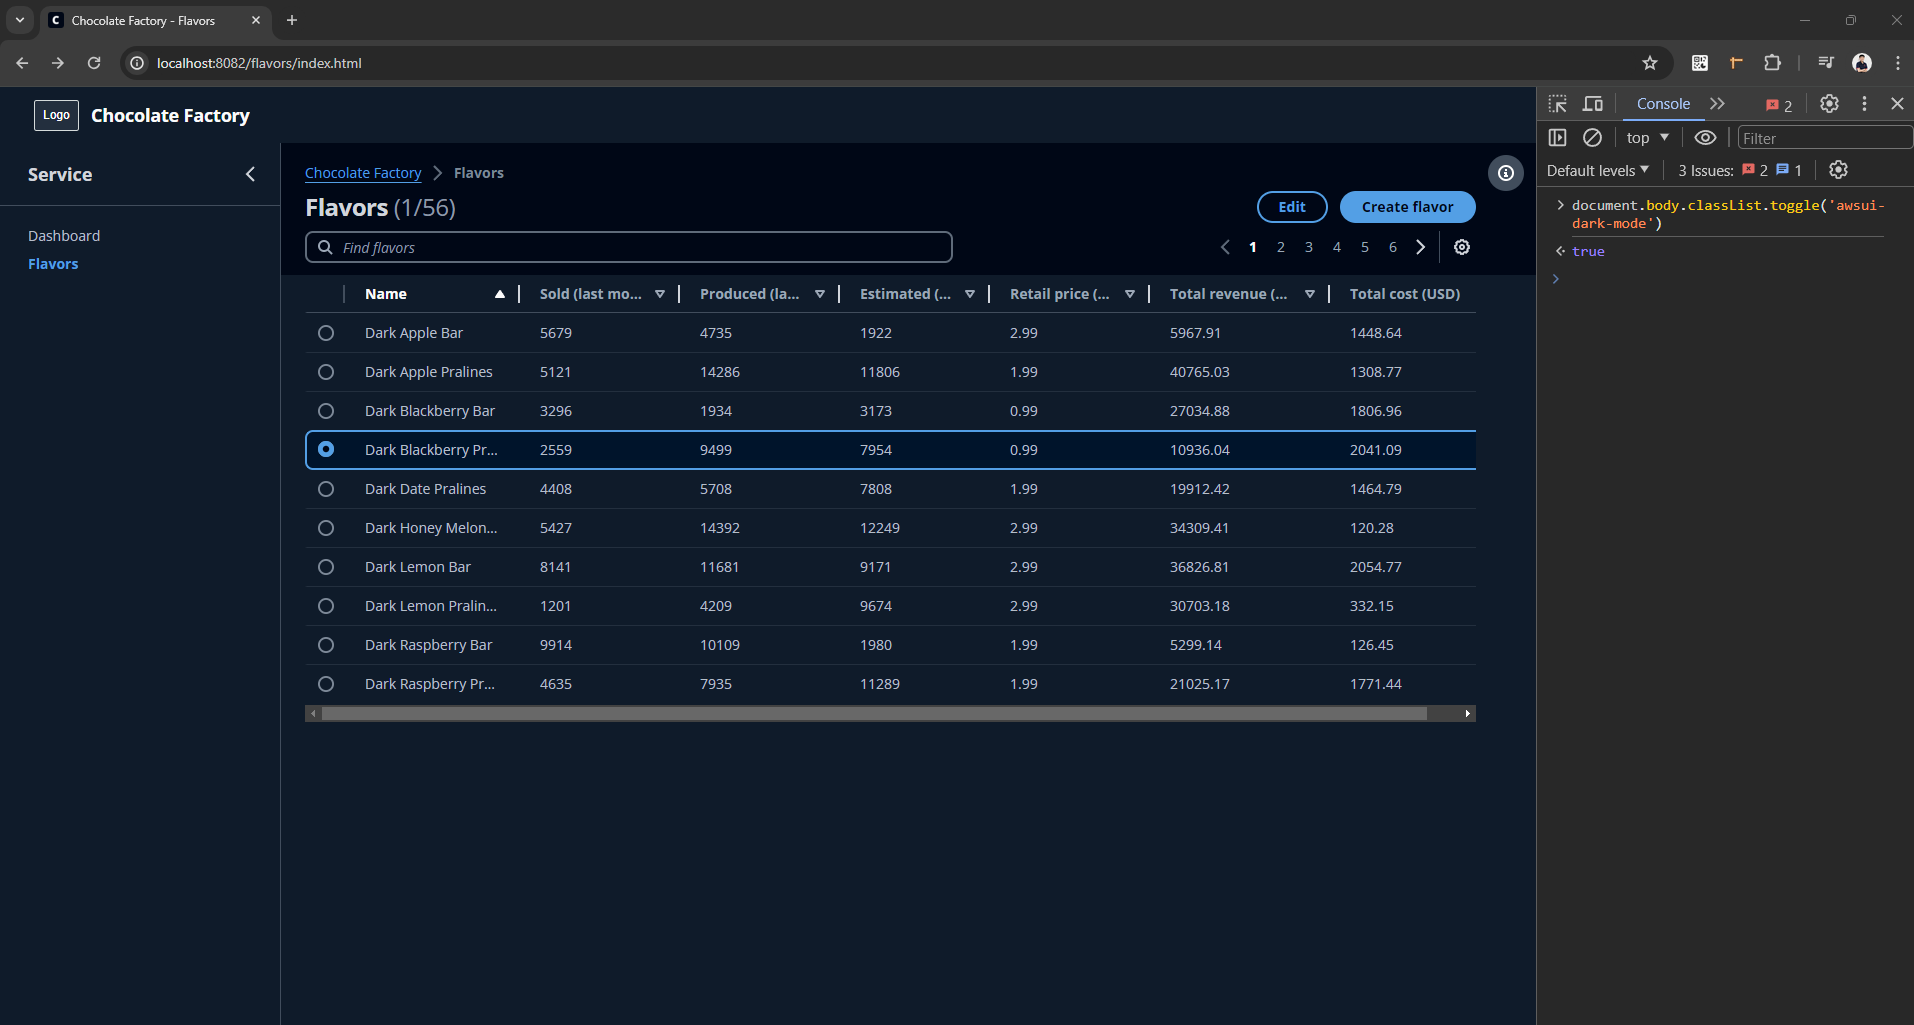 Chocolate Factory - Flavors
localhost:8082/flavors/index.html
Logo Chocolate Factory
Service
Dashboard
Flavors
Chocolate Factory Flavors
Flavors (1/56)
Edit Create flavor
Find flavors
1 2 3 4 5 6
Name Sold (last mo... Produced (la... Estimated (... Retail price (... Total revenue (... Total cost (USD)
Dark Apple Bar 5679 4735 1922 2.99 5967.91 1448.64
Dark Apple Pralines 5121 14286 11806 1.99 40765.03 1308.77
Dark Blackberry Bar 3296 1934 3173 0.99 27034.88 1806.96
Dark Blackberry Pr... 2559 9499 7954 0.99 10936.04 2041.09
Dark Date Pralines 4408 5708 7808 1.99 19912.42 1464.79
Dark Honey Melon... 5427 14392 12249 2.99 34309.41 120.28
Dark Lemon Bar 8141 11681 9171 2.99 36826.81 2054.77
Dark Lemon Pralin... 1201 4209 9674 2.99 30703.18 332.15
Dark Raspberry Bar 9914 10109 1980 1.99 5299.14 126.45
Dark Raspberry Pr... 4635 7935 11289 1.99 21025.17 1771.44
Console 2
top Filter
Default levels 3 Issues: 2 1
document.body.classList.toggle('awsui-
dark-mode')
true